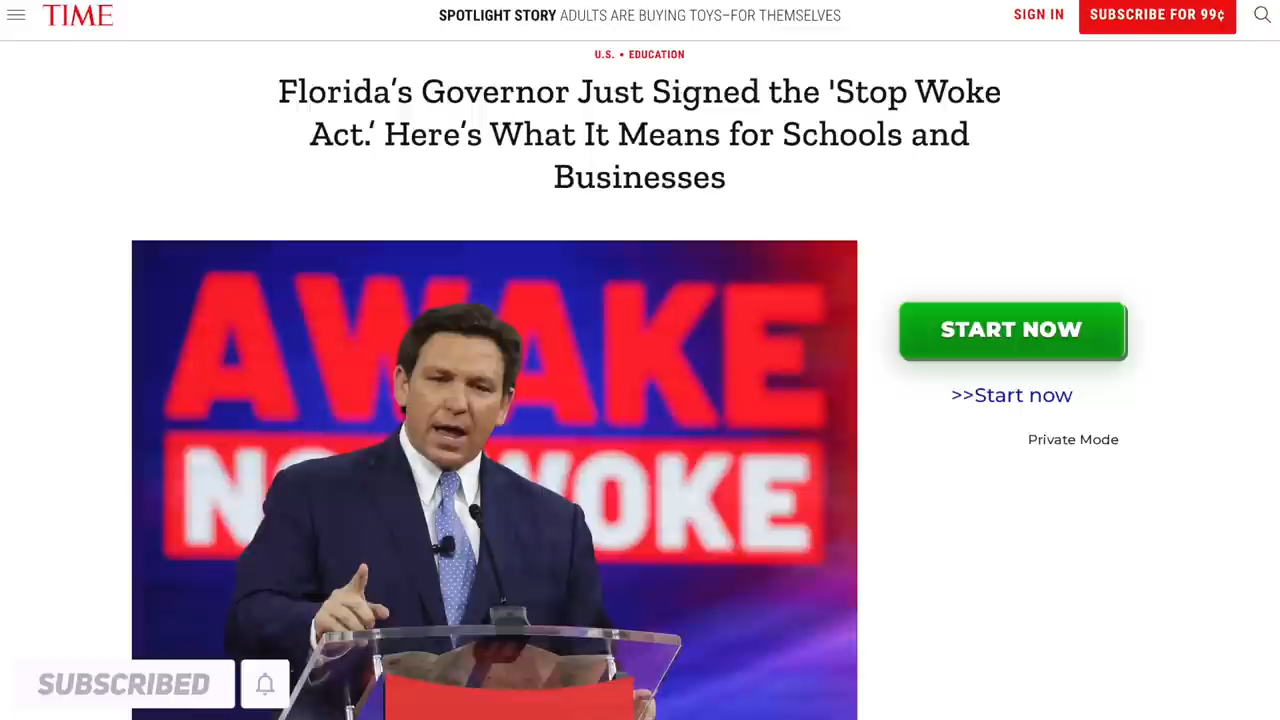 TIME
SPOTLIGHT STORY ADULTS ARE BUYING TOYS–FOR THEMSELVES
SIGN IN
SUBSCRIBE FOR 99¢
U.S. • EDUCATION
Florida’s Governor Just Signed the 'Stop Woke
Act.’ Here’s What It Means for Schools and
Businesses
AWAKE
WOKE
START NOW
>>Start now
Private Mode
SUBSCRIBED